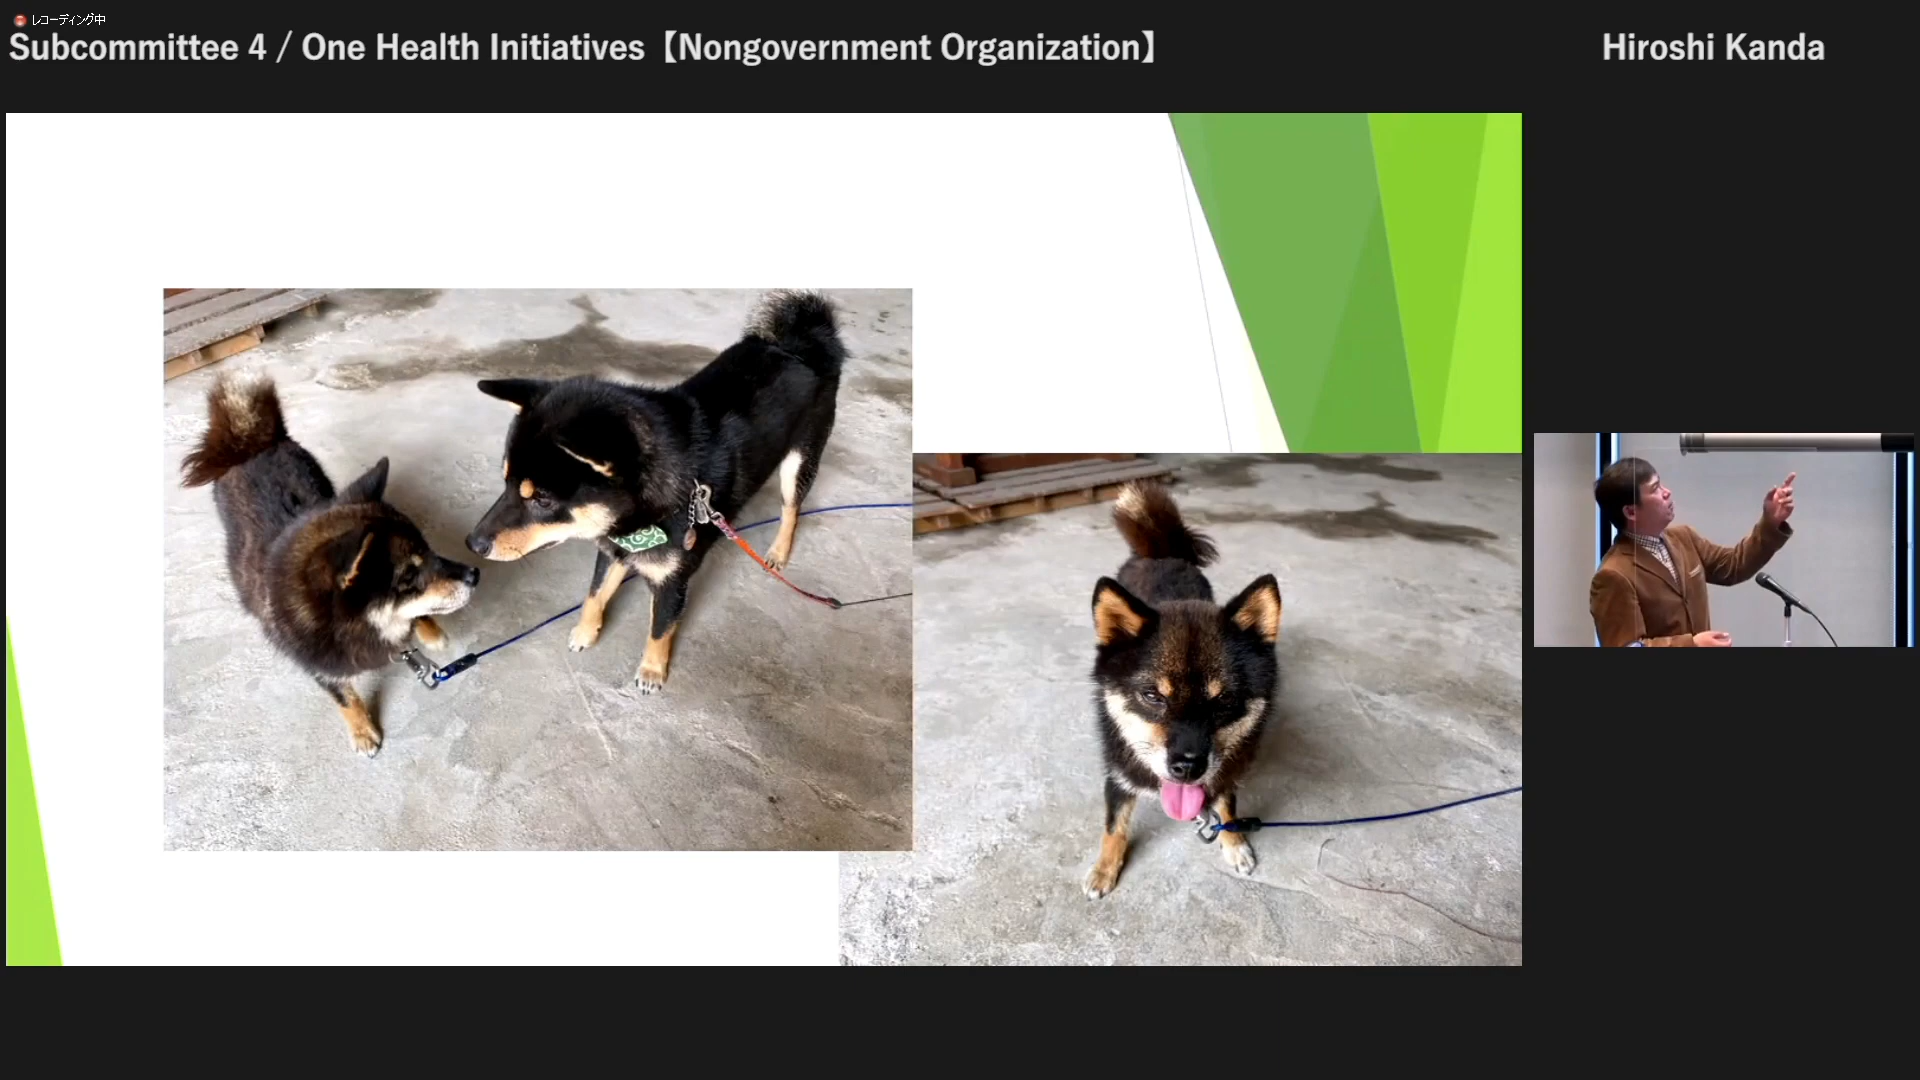 レコーディング中
Subcommittee 4 / One Health Initiatives【Nongovernment Organization】
Hiroshi Kanda